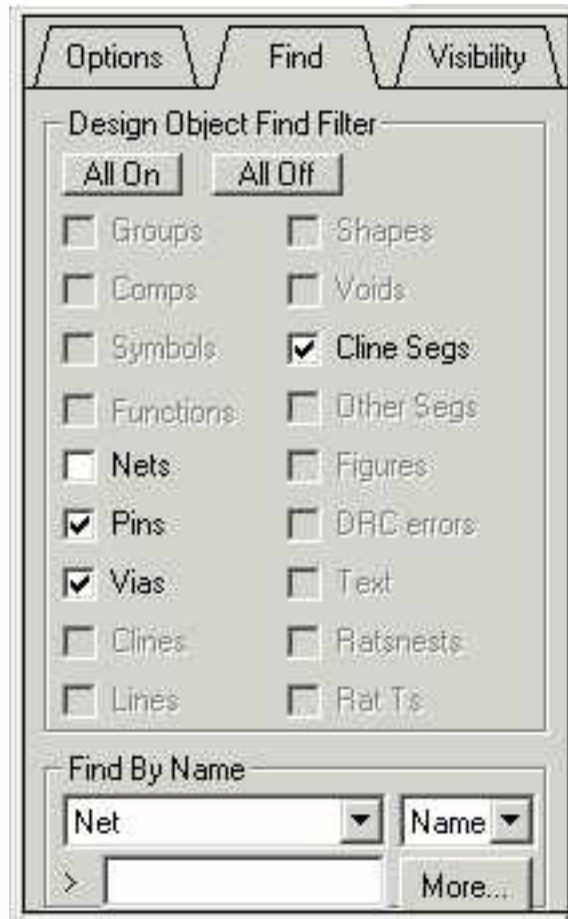 Options Find Visibility
Design Object Find Filter
All On All Off
Groups Shapes
Comps Voids
Symbols Cline Segs
Functions Other Segs
Nets Figures
Pins DRC errors
Vias Text
Clines Ratsnests
Lines Rat Ts
Find By Name
Net Name
> More...